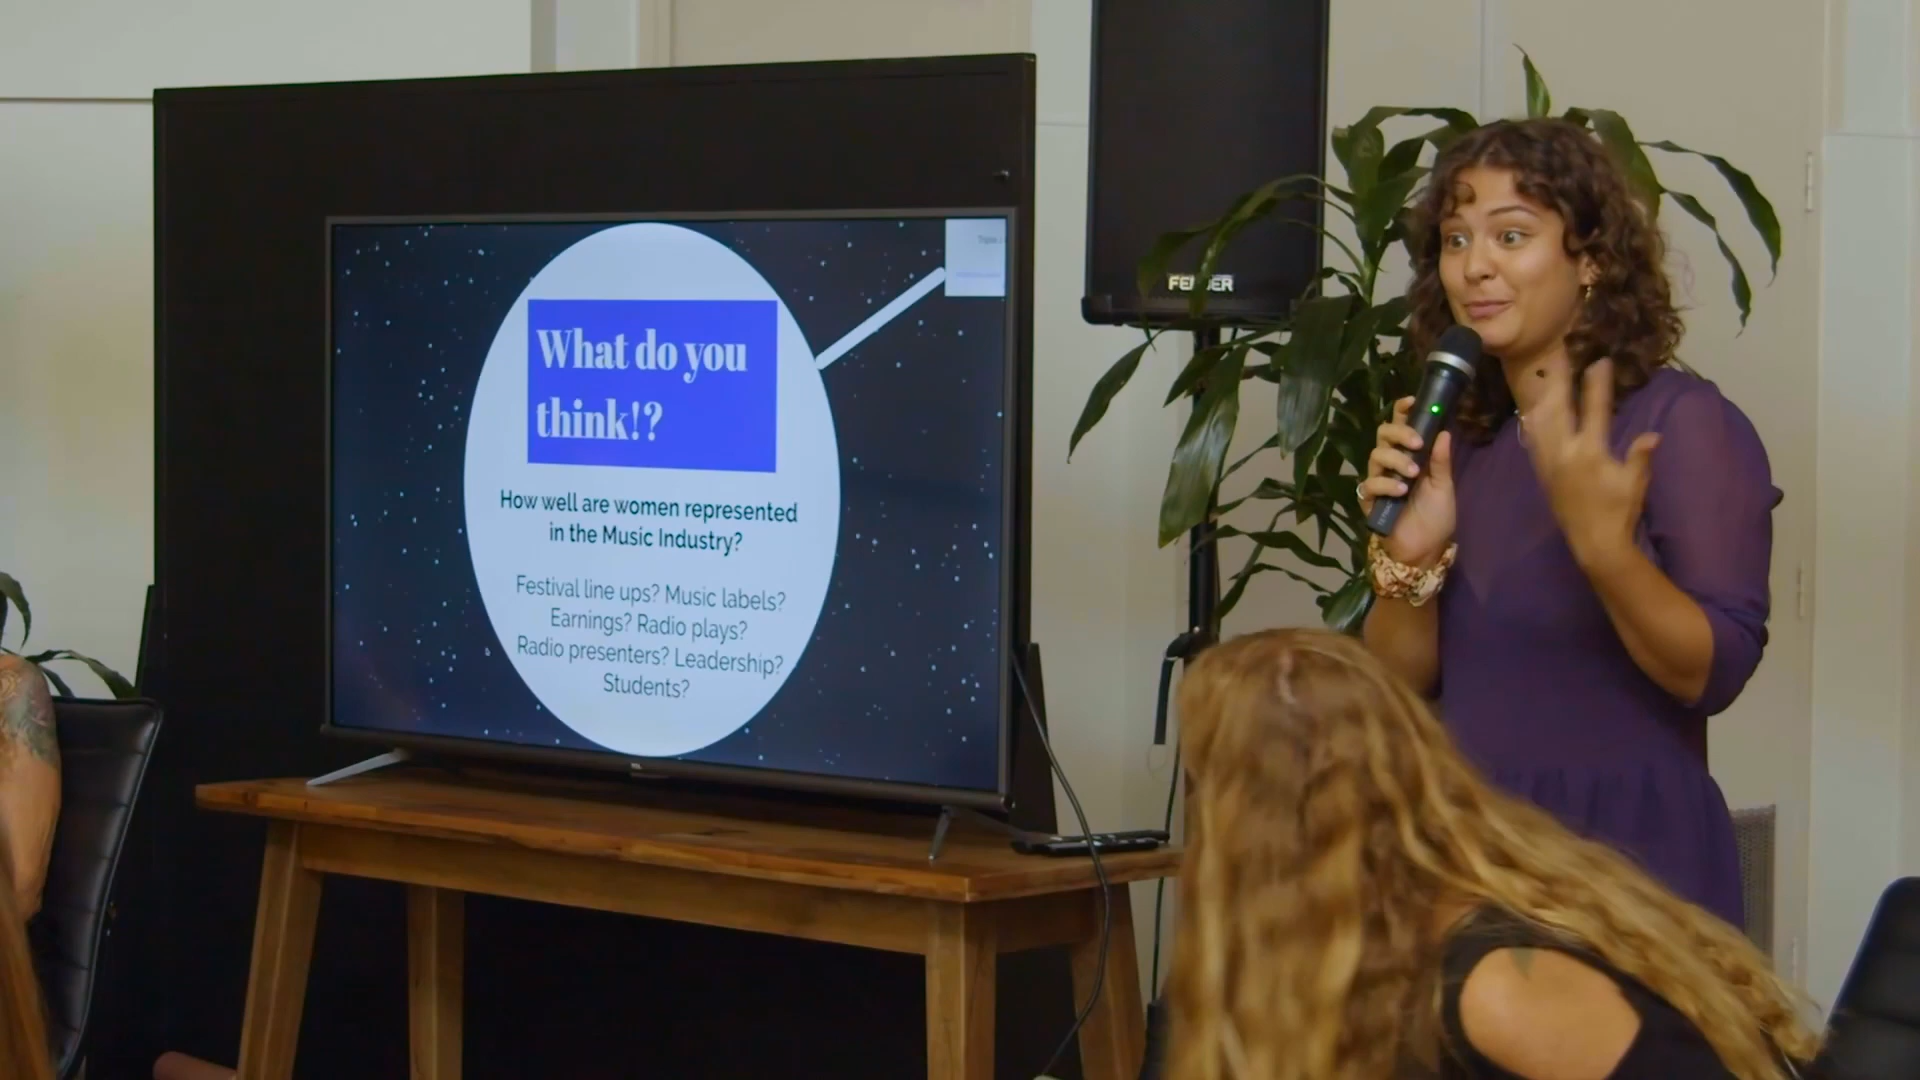 What do you
think!?
How well are women represented
in the Music Industry?
Festival line ups? Music labels?
Earnings? Radio plays?
Radio presenters? Leadership?
Students?
FENDER
TCL